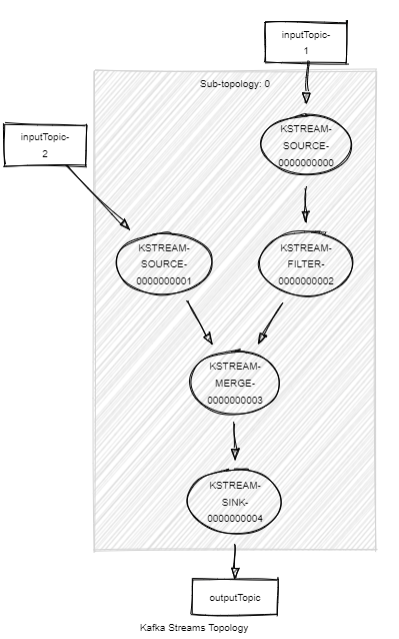 inputTopic-
1
Sub-topology: 0
KSTREAM-
SOURCE-
0000000000
inputTopic-
2
KSTREAM-
SOURCE-
0000000001
KSTREAM-
FILTER-
0000000002
KSTREAM-
MERGE-
0000000003
KSTREAM-
SINK-
0000000004
outputTopic
Kafka Streams Topology